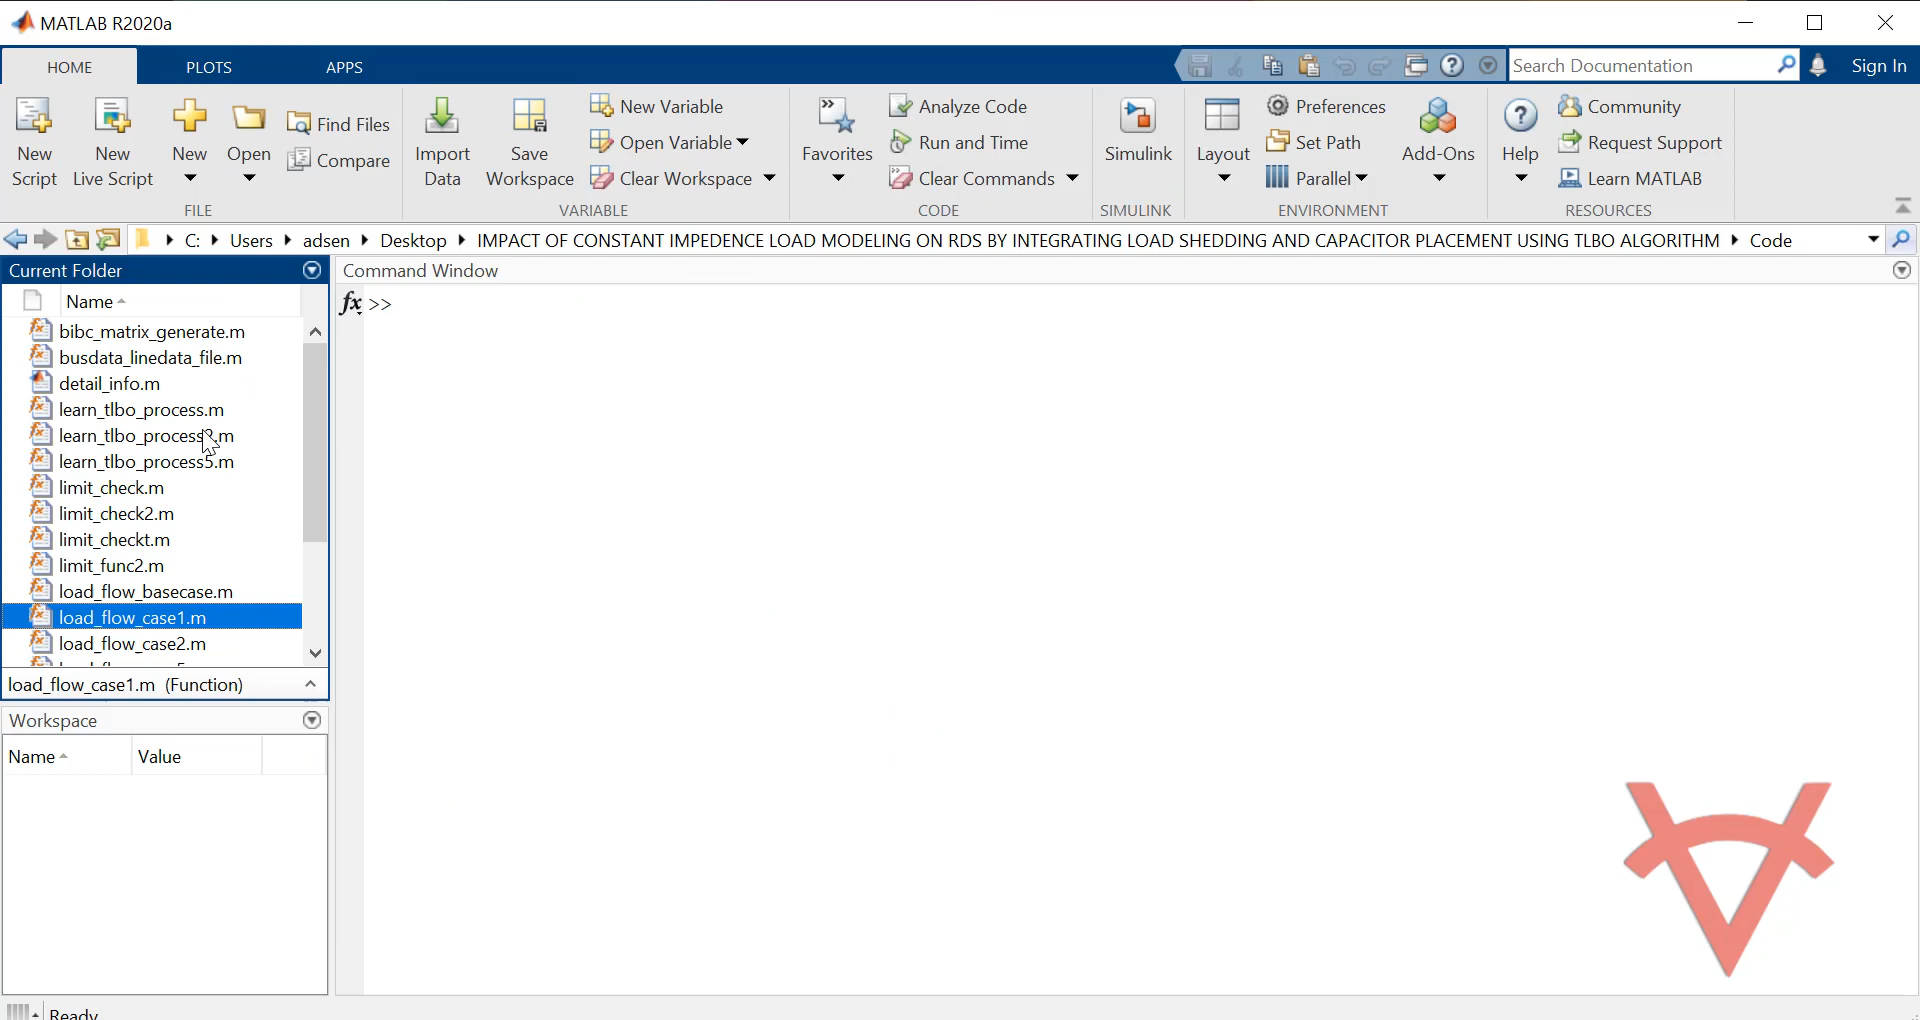 MATLAB R2020a
HOME PLOTS APPS
Search Documentation Sign In
New Script
New Live Script
New
Open
Find Files
Compare
FILE
Import Data
Save Workspace
New Variable
Open Variable
Clear Workspace
VARIABLE
Favorites
Analyze Code
Run and Time
Clear Commands
CODE
Simulink
SIMULINK
Layout
Preferences
Set Path
Parallel
Add-Ons
ENVIRONMENT
Help
Community
Request Support
Learn MATLAB
RESOURCES
C: Users adsen Desktop IMPACT OF CONSTANT IMPEDENCE LOAD MODELING ON RDS BY INTEGRATING LOAD SHEDDING AND CAPACITOR PLACEMENT USING TLBO ALGORITHM Code
Current Folder
Name
bibc_matrix_generate.m
busdata_linedata_file.m
detail_info.m
learn_tlbo_process.m
learn_tlbo_process5.m
limit_check.m
limit_check2.m
limit_checkt.m
limit_func2.m
load_flow_basecase.m
load_flow_case1.m
load_flow_case2.m
load_flow_case1.m (Function)
Workspace
Name Value
Command Window
fx >>
Ready